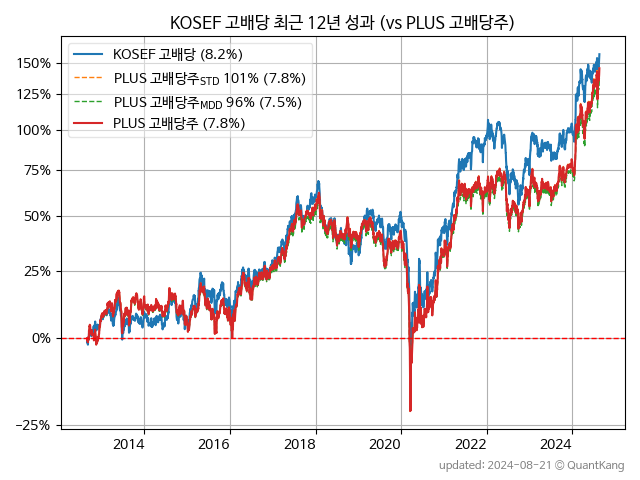 KOSEF 고배당 최근 12년 성과 (vs PLUS 고배당주)
KOSEF 고배당 (8.2%)
PLUS 고배당주STD 101% (7.8%)
PLUS 고배당주MDD 96% (7.5%)
PLUS 고배당주 (7.8%)
150%
125%
100%
75%
50%
25%
0%
−25%
2014 2016 2018 2020 2022 2024
updated: 2024-08-21 © QuantKang